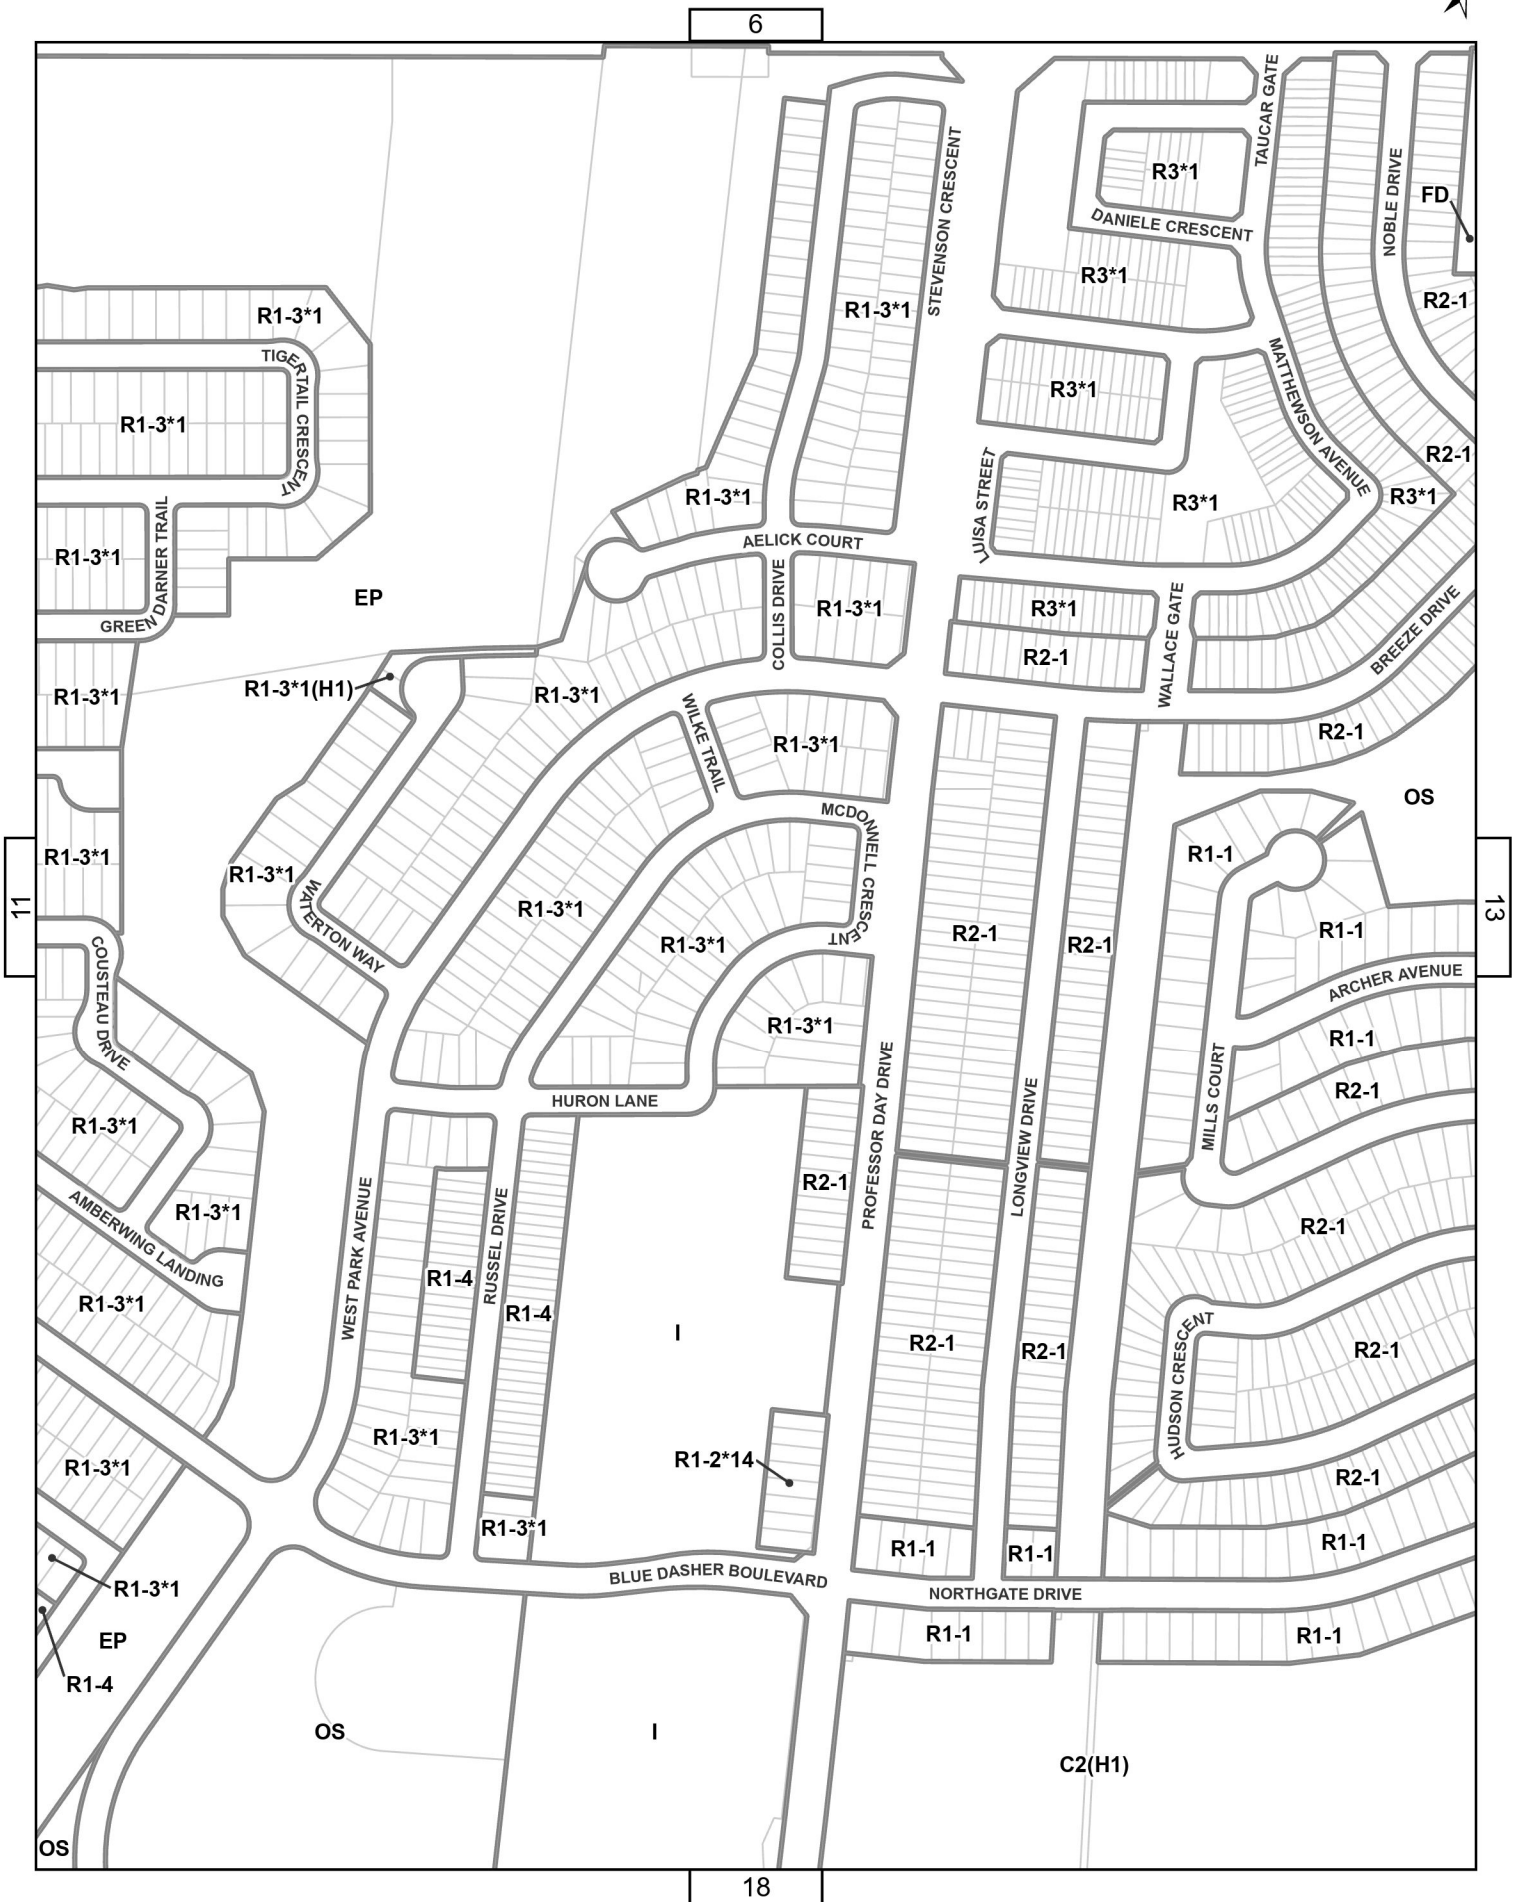 6
TAUCAR GATE
R3*1
NOBLE DRIVE
FD
STEVENSON CRESCENT
DANIELE CRESCENT
R3*1
R2-1
R1-3*1
R1-3*1
TIGERTAIL CRESCENT
R1-3*1
R3*1
MATTHEWSON AVENUE
R2-1
R3*1
R1-3*1
R3*1
LUISA STREET
GREEN DARNER TRAIL
R1-3*1
AELICK COURT
COLLIS DRIVE
EP
R1-3*1
R3*1
R2-1
WALLACE GATE
BREEZE DRIVE
R1-3*1
R1-3*1(H1)
R1-3*1
WILKE TRAIL
R1-3*1
R2-1
OS
MCDONNELL CRESCENT
R1-3*1
R1-1
R1-3*1
WATERTON WAY
11
13
R1-3*1
R1-3*1
R2-1
R2-1
R1-1
COUSTEAU DRIVE
ARCHER AVENUE
R1-3*1
R1-1
R2-1
MILLS COURT
HURON LANE
R1-3*1
PROFESSOR DAY DRIVE
LONGVIEW DRIVE
R2-1
R1-3*1
AMBERWING LANDING
WEST PARK AVENUE
RUSSEL DRIVE
R2-1
R1-4
R1-3*1
R1-4
I
R2-1
R2-1
HUDSON CRESCENT
R2-1
R1-3*1
R1-3*1
R1-2*14
R2-1
R1-3*1
R1-1
R1-1
R1-1
R1-3*1
BLUE DASHER BOULEVARD
NORTHGATE DRIVE
EP
R1-1
R1-1
R1-4
OS
I
C2(H1)
OS
18